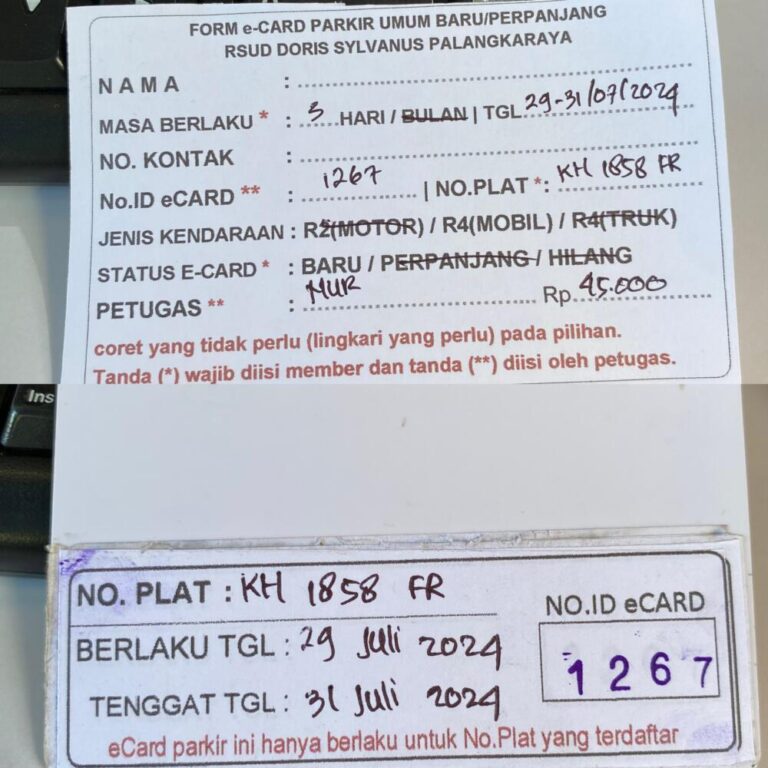 FORM e-CARD PARKIR UMUM BARU/PERPANJANG
RSUD DORIS SYLVANUS PALANGKARAYA
NAMA :
MASA BERLAKU * : 3 HARI / BULAN | TGL 29-31/07/2024
NO. KONTAK :
No.ID eCARD ** : 1267 | NO.PLAT *: KH 1858 FR
JENIS KENDARAAN : R2(MOTOR) / R4(MOBIL) / R4(TRUK)
STATUS E-CARD * : BARU / PERPANJANG / HILANG
PETUGAS ** : MUR Rp 45.000
coret yang tidak perlu (lingkari yang perlu) pada pilihan.
Tanda (*) wajib diisi member dan tanda (**) diisi oleh petugas.
Ins
NO. PLAT : KH 1858 FR
BERLAKU TGL : 29 Juli 2024
TENGGAT TGL : 31 Juli 2024
NO.ID eCARD
1267
eCard parkir ini hanya berlaku untuk No.Plat yang terdaftar